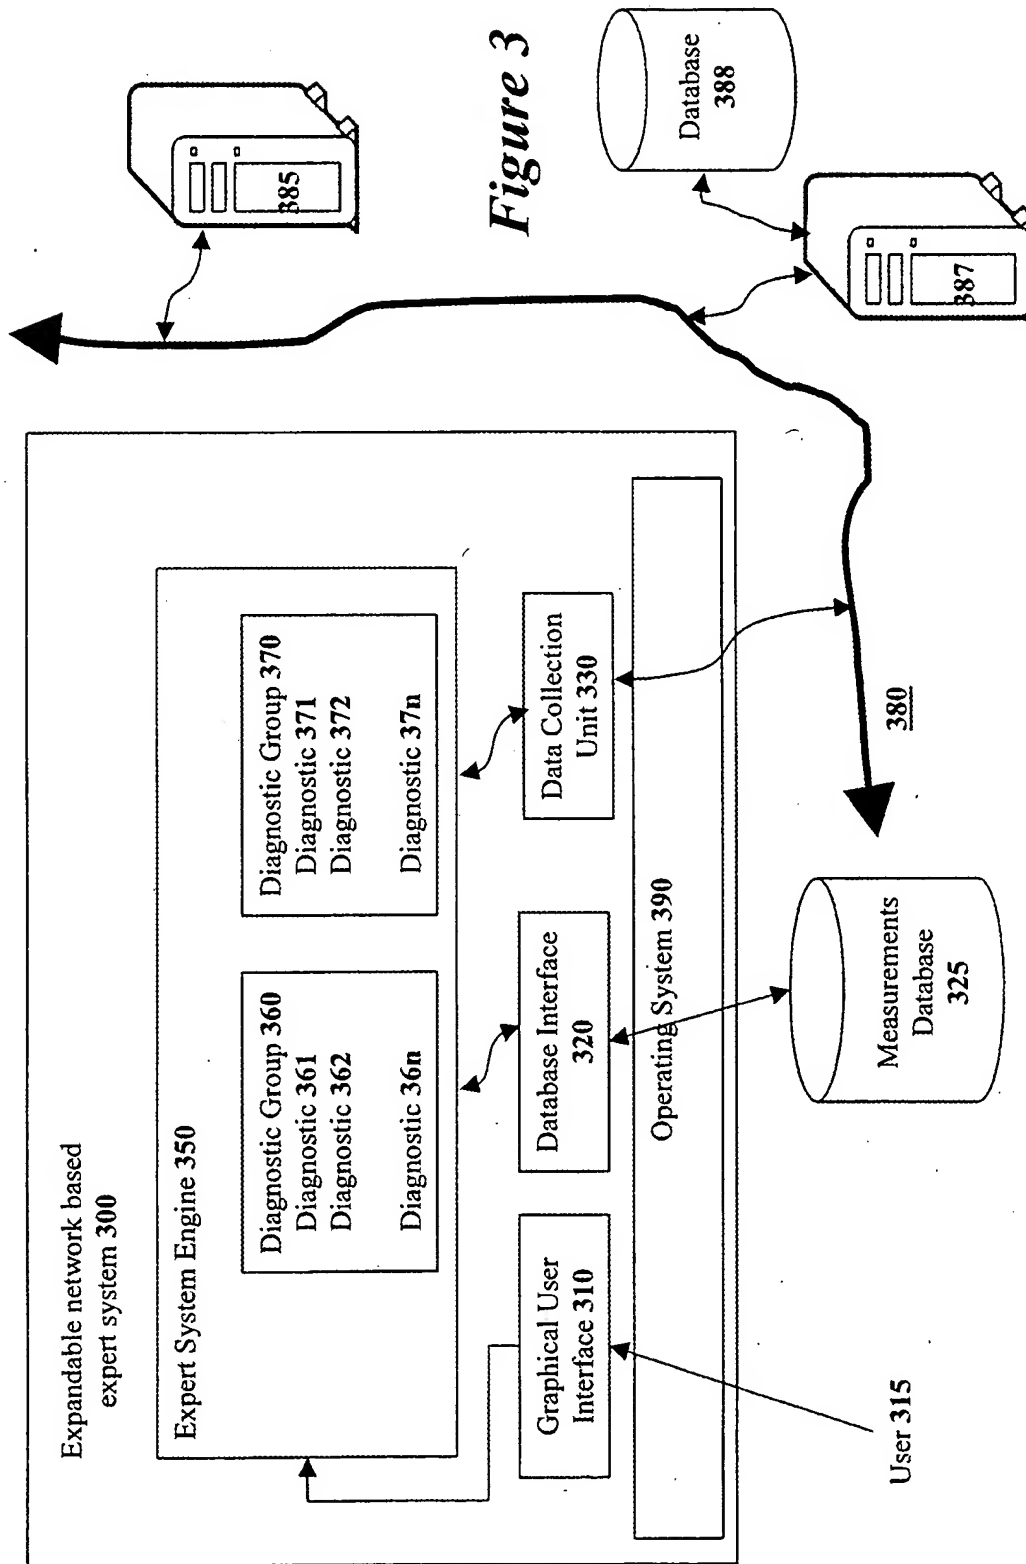 Expandable network based
expert system 300
Expert System Engine 350
Diagnostic Group 360
Diagnostic 361
Diagnostic 362
Diagnostic 36n
Diagnostic Group 370
Diagnostic 371
Diagnostic 372
Diagnostic 37n
Graphical User
Interface 310
Database Interface
320
Data Collection
Unit 330
Operating System 390
User 315
Measurements
Database
325
380
385
Figure 3
Database
388
387